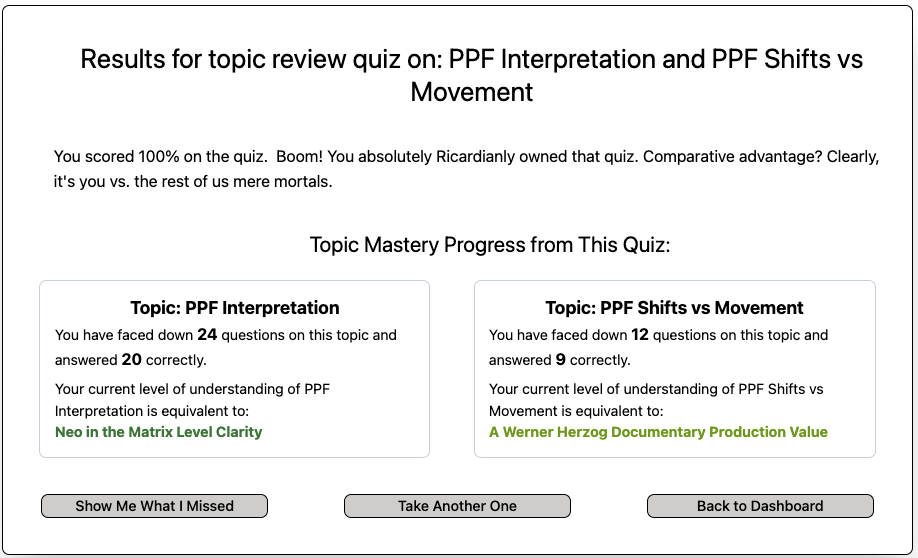 Results for topic review quiz on: PPF Interpretation and PPF Shifts vs
Movement
You scored 100% on the quiz.  Boom! You absolutely Ricardianly owned that quiz. Comparative advantage? Clearly,
it's you vs. the rest of us mere mortals.
Topic Mastery Progress from This Quiz:
Topic: PPF Interpretation
You have faced down 24 questions on this topic and
answered 20 correctly.
Your current level of understanding of PPF
Interpretation is equivalent to:
Neo in the Matrix Level Clarity
Topic: PPF Shifts vs Movement
You have faced down 12 questions on this topic and
answered 9 correctly.
Your current level of understanding of PPF Shifts vs
Movement is equivalent to:
A Werner Herzog Documentary Production Value
Show Me What I Missed
Take Another One
Back to Dashboard